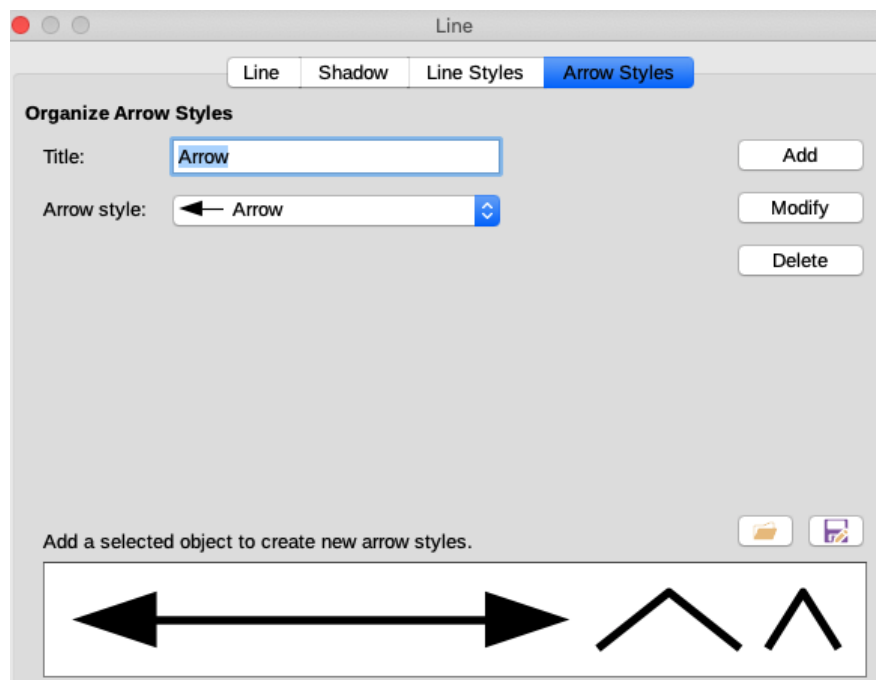 Line
Line Shadow Line Styles Arrow Styles
Organize Arrow Styles
Title: Arrow Add
Arrow style: Arrow Modify
Delete
Add a selected object to create new arrow styles.